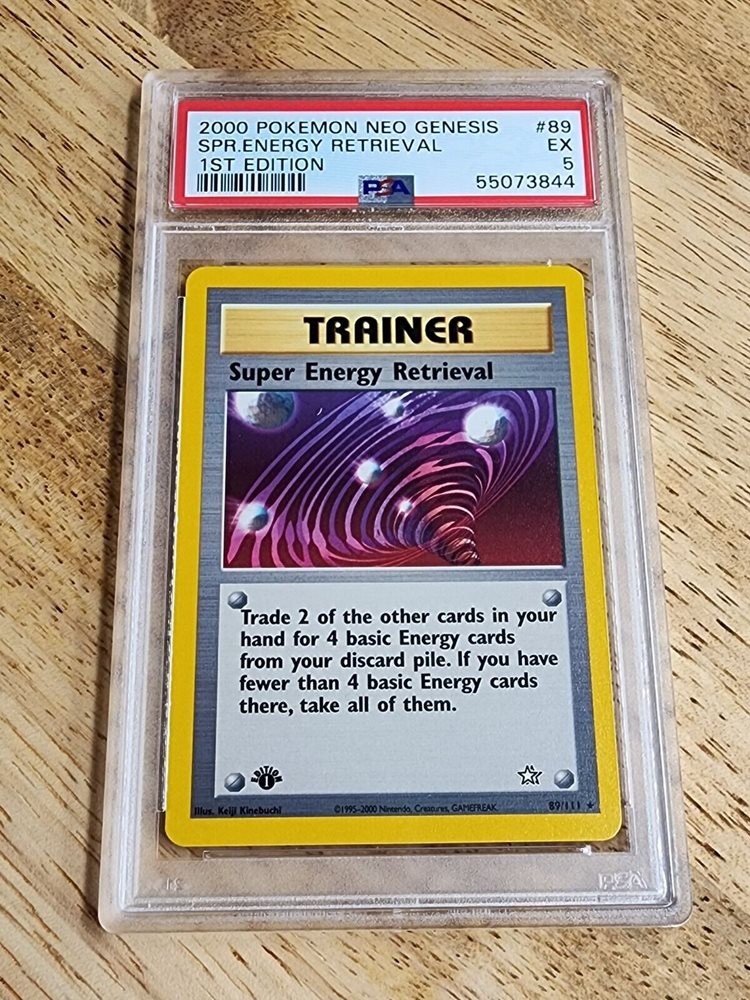 2000 POKEMON NEO GENESIS #89
SPR.ENERGY RETRIEVAL EX
1ST EDITION 5
PSA 55073844
TRAINER
Super Energy Retrieval
Trade 2 of the other cards in your
hand for 4 basic Energy cards
from your discard pile. If you have
fewer than 4 basic Energy cards
there, take all of them.
EDITION 1
Illus. Keiji Kinebuchi ©1995-2000 Nintendo, Creatures, GAMEFREAK. 89/111 ★
PSA